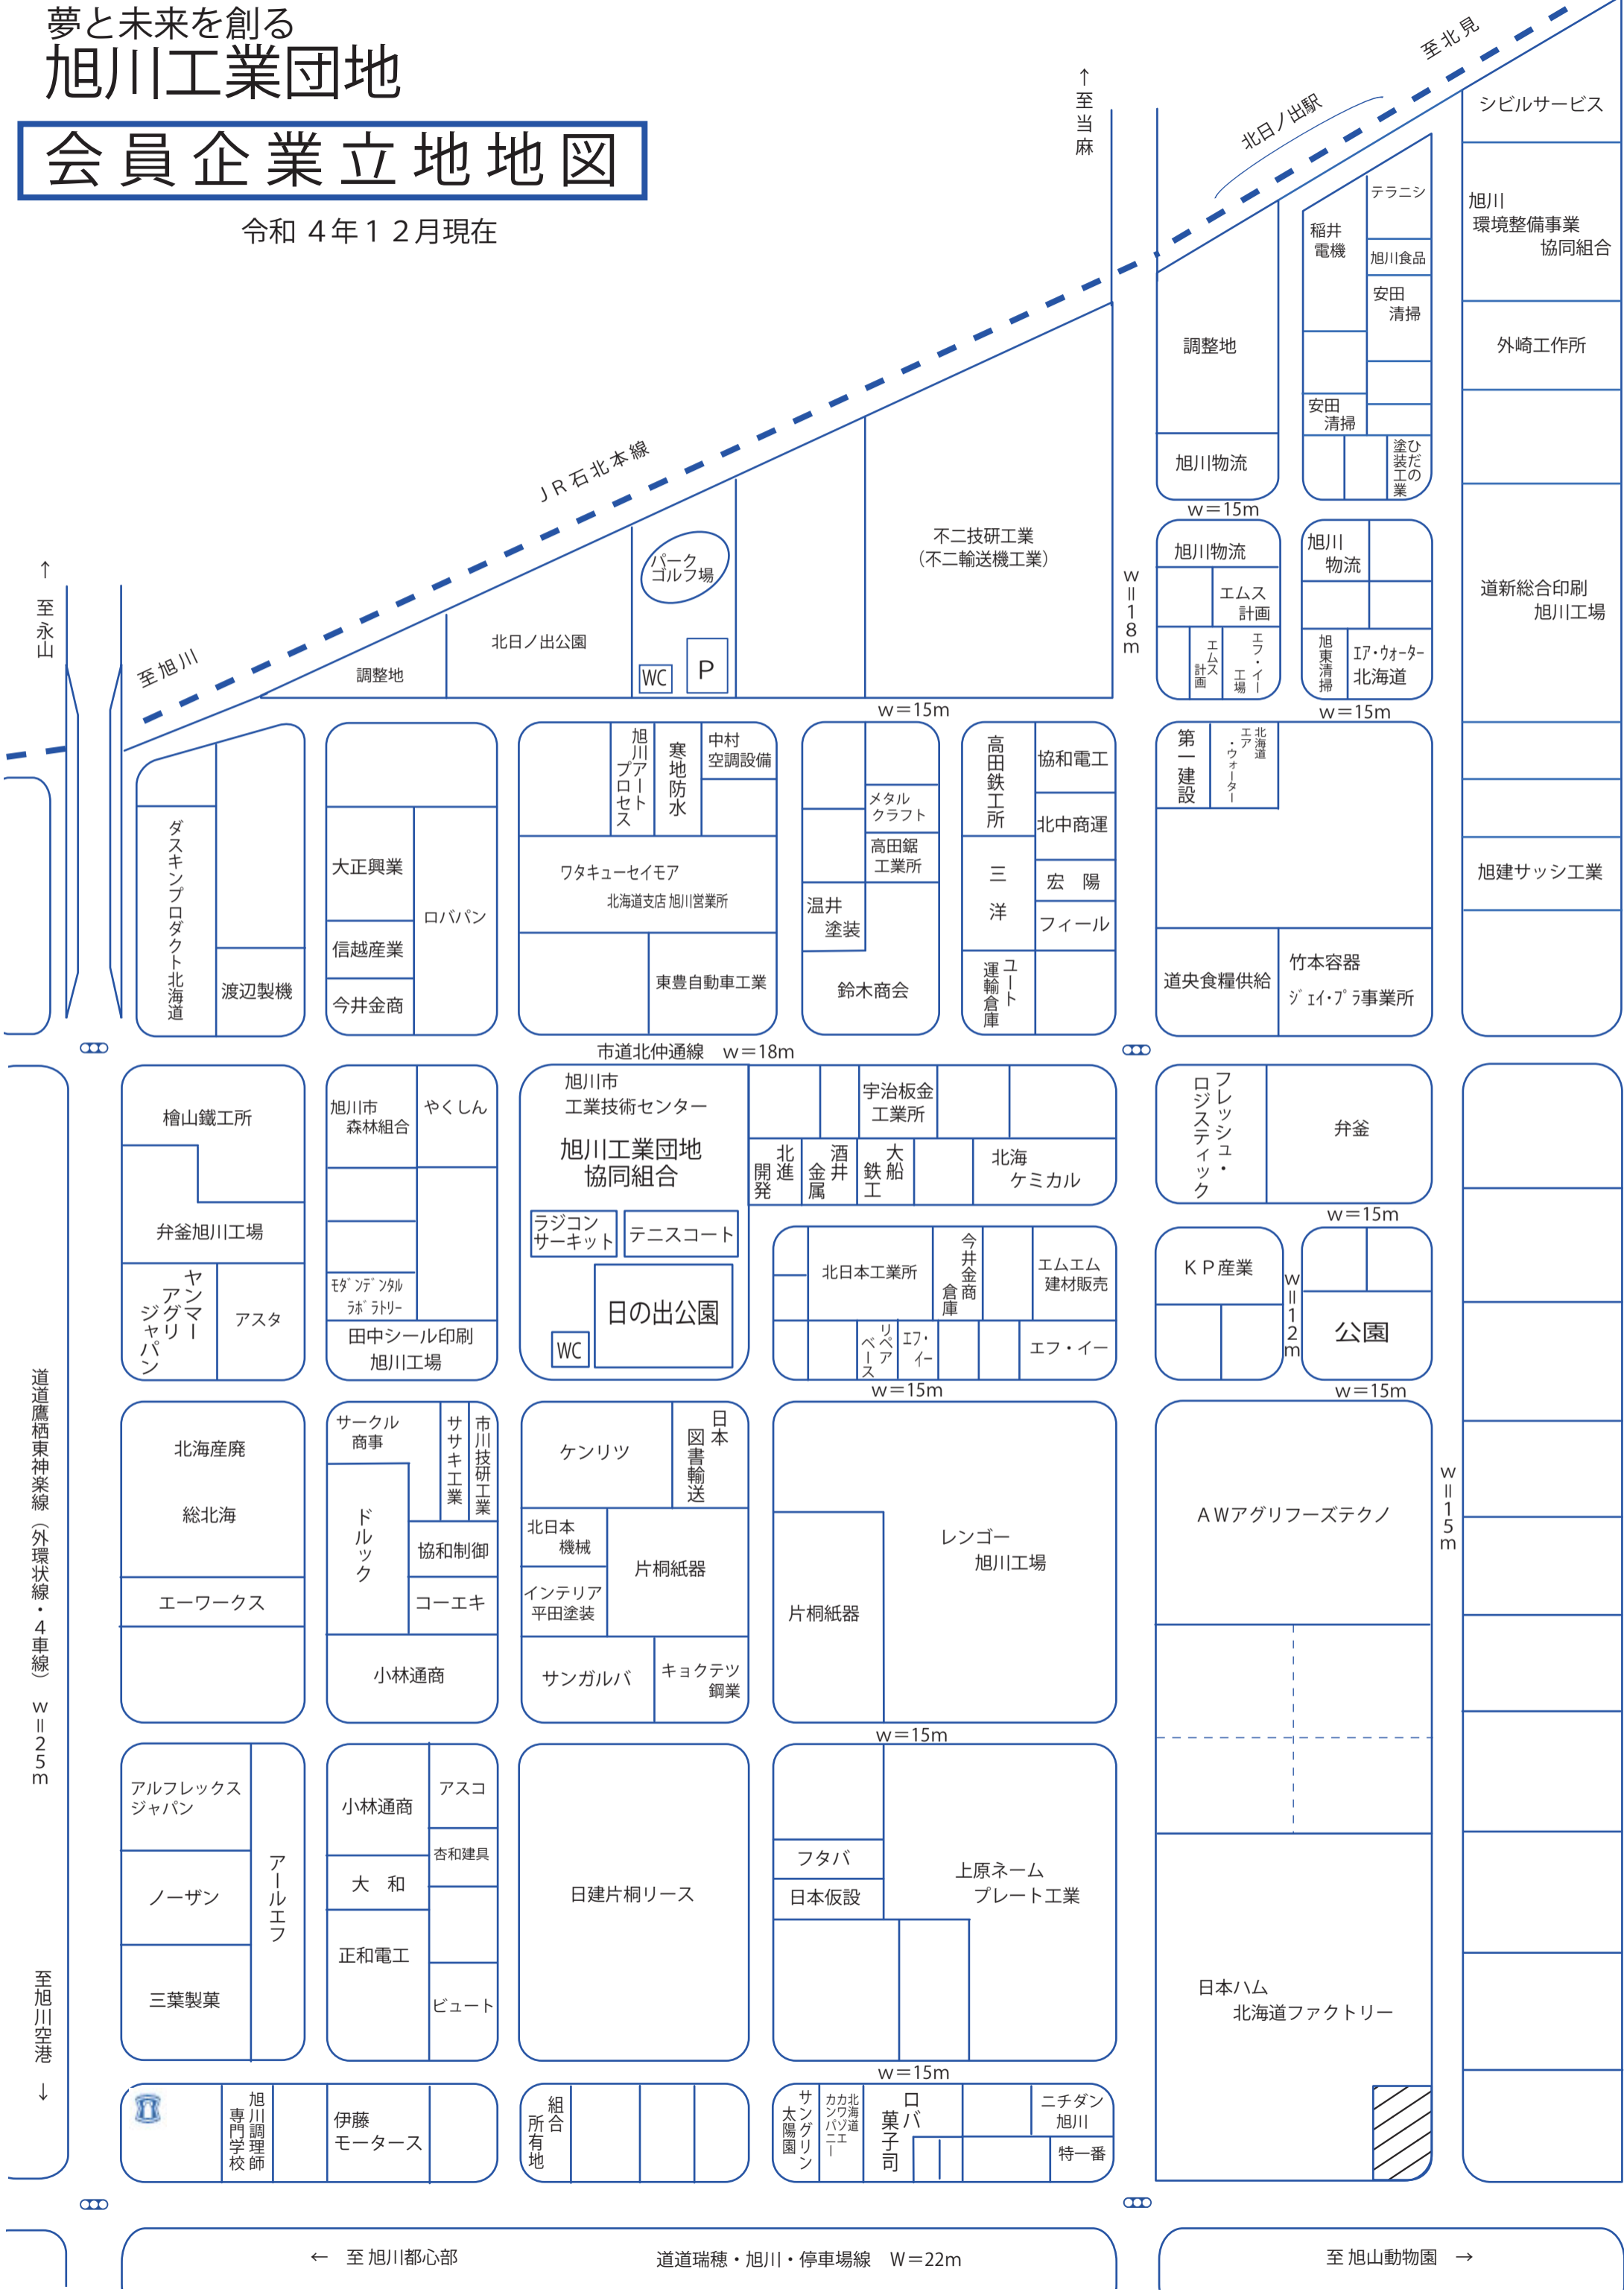 夢と未来を創る
旭川工業団地
会員企業立地地図
令和 4年12月現在
↑至当麻
至北見
北日ノ出駅
シビルサービス
テラニシ
旭川
環境整備事業
協同組合
稲井
電機
旭川食品
安田
清掃
調整地
外崎工作所
安田
清掃
旭川物流
ひだの
塗装工業
w=15m
JR石北本線
不二技研工業
(不二輸送機工業)
パーク
ゴルフ場
旭川物流
旭川
物流
w=18m
エムス
計画
道新総合印刷
旭川工場
↑ 至永山
至旭川
北日ノ出公園
調整地
WC
P
エムス
計画
エフ・イー
工場
旭東清掃
エア・ウォーター
北海道
w=15m
w=15m
旭川アート
プロセス
寒地防水
中村
空調設備
高田鉄工所
協和電工
第一建設
北海道
エア
・ウォーター
メタル
クラフト
北中商運
ダスキンプロダクト北海道
大正興業
ロバパン
ワタキューセイモア
北海道支店 旭川営業所
高田鋸
工業所
三洋
宏 陽
旭建サッシ工業
温井
塗装
フィール
信越産業
渡辺製機
今井金商
東豊自動車工業
鈴木商会
ユート
運輸倉庫
道央食糧供給
竹本容器
ジェイ・プラ事業所
市道北仲通線 w=18m
檜山鐵工所
旭川市
森林組合
やくしん
旭川市
工業技術センター
旭川工業団地
協同組合
宇治板金
工業所
フレッシュ・
ロジスティック
弁釜
北進
開発
酒井
金属
大船
鉄工
北海
ケミカル
弁釜旭川工場
ラジコン
サーキット
テニスコート
w=15m
北日本工業所
今井金商
倉庫
エムエム
建材販売
KP産業
w=12m
ヤンマー
アグリ
ジャパン
アスタ
モダンデンタル
ラボラトリー
日の出公園
WC
田中シール印刷
旭川工場
リペア
ベース
エフ・
イー
エフ・イー
公園
w=15m
w=15m
道道鷹栖東神楽線(外環状線・4車線) w=25m
北海産廃
総北海
サークル
商事
ササキ工業
市川技研工業
ケンリツ
日本
図書輸送
レンゴー
旭川工場
AWアグリフーズテクノ
w=15m
ドルック
協和制御
北日本
機械
片桐紙器
エーワークス
コーエキ
インテリア
平田塗装
片桐紙器
小林通商
サンガルバ
キョクテツ
鋼業
w=15m
アルフレックス
ジャパン
アールエフ
小林通商
アスコ
杏和建具
日建片桐リース
フタバ
日本仮設
上原ネーム
プレート工業
ノーザン
大 和
正和電工
三葉製菓
ビュート
日本ハム
北海道ファクトリー
至旭川空港 ↓
w=15m
旭川調理師
専門学校
伊藤
モータース
組合
所有地
サングリン
太陽園
北海道
カワゾエ
カンパニー
ロバ
菓子司
ニチダン
旭川
特一番
← 至 旭川都心部
道道瑞穂・旭川・停車場線 W=22m
至 旭山動物園 →